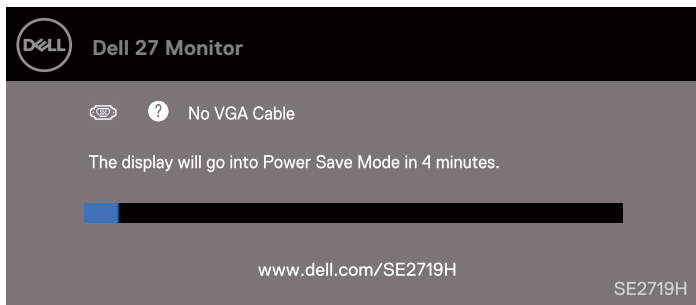 DELL
Dell 27 Monitor
? No VGA Cable
The display will go into Power Save Mode in 4 minutes.
www.dell.com/SE2719H
SE2719H